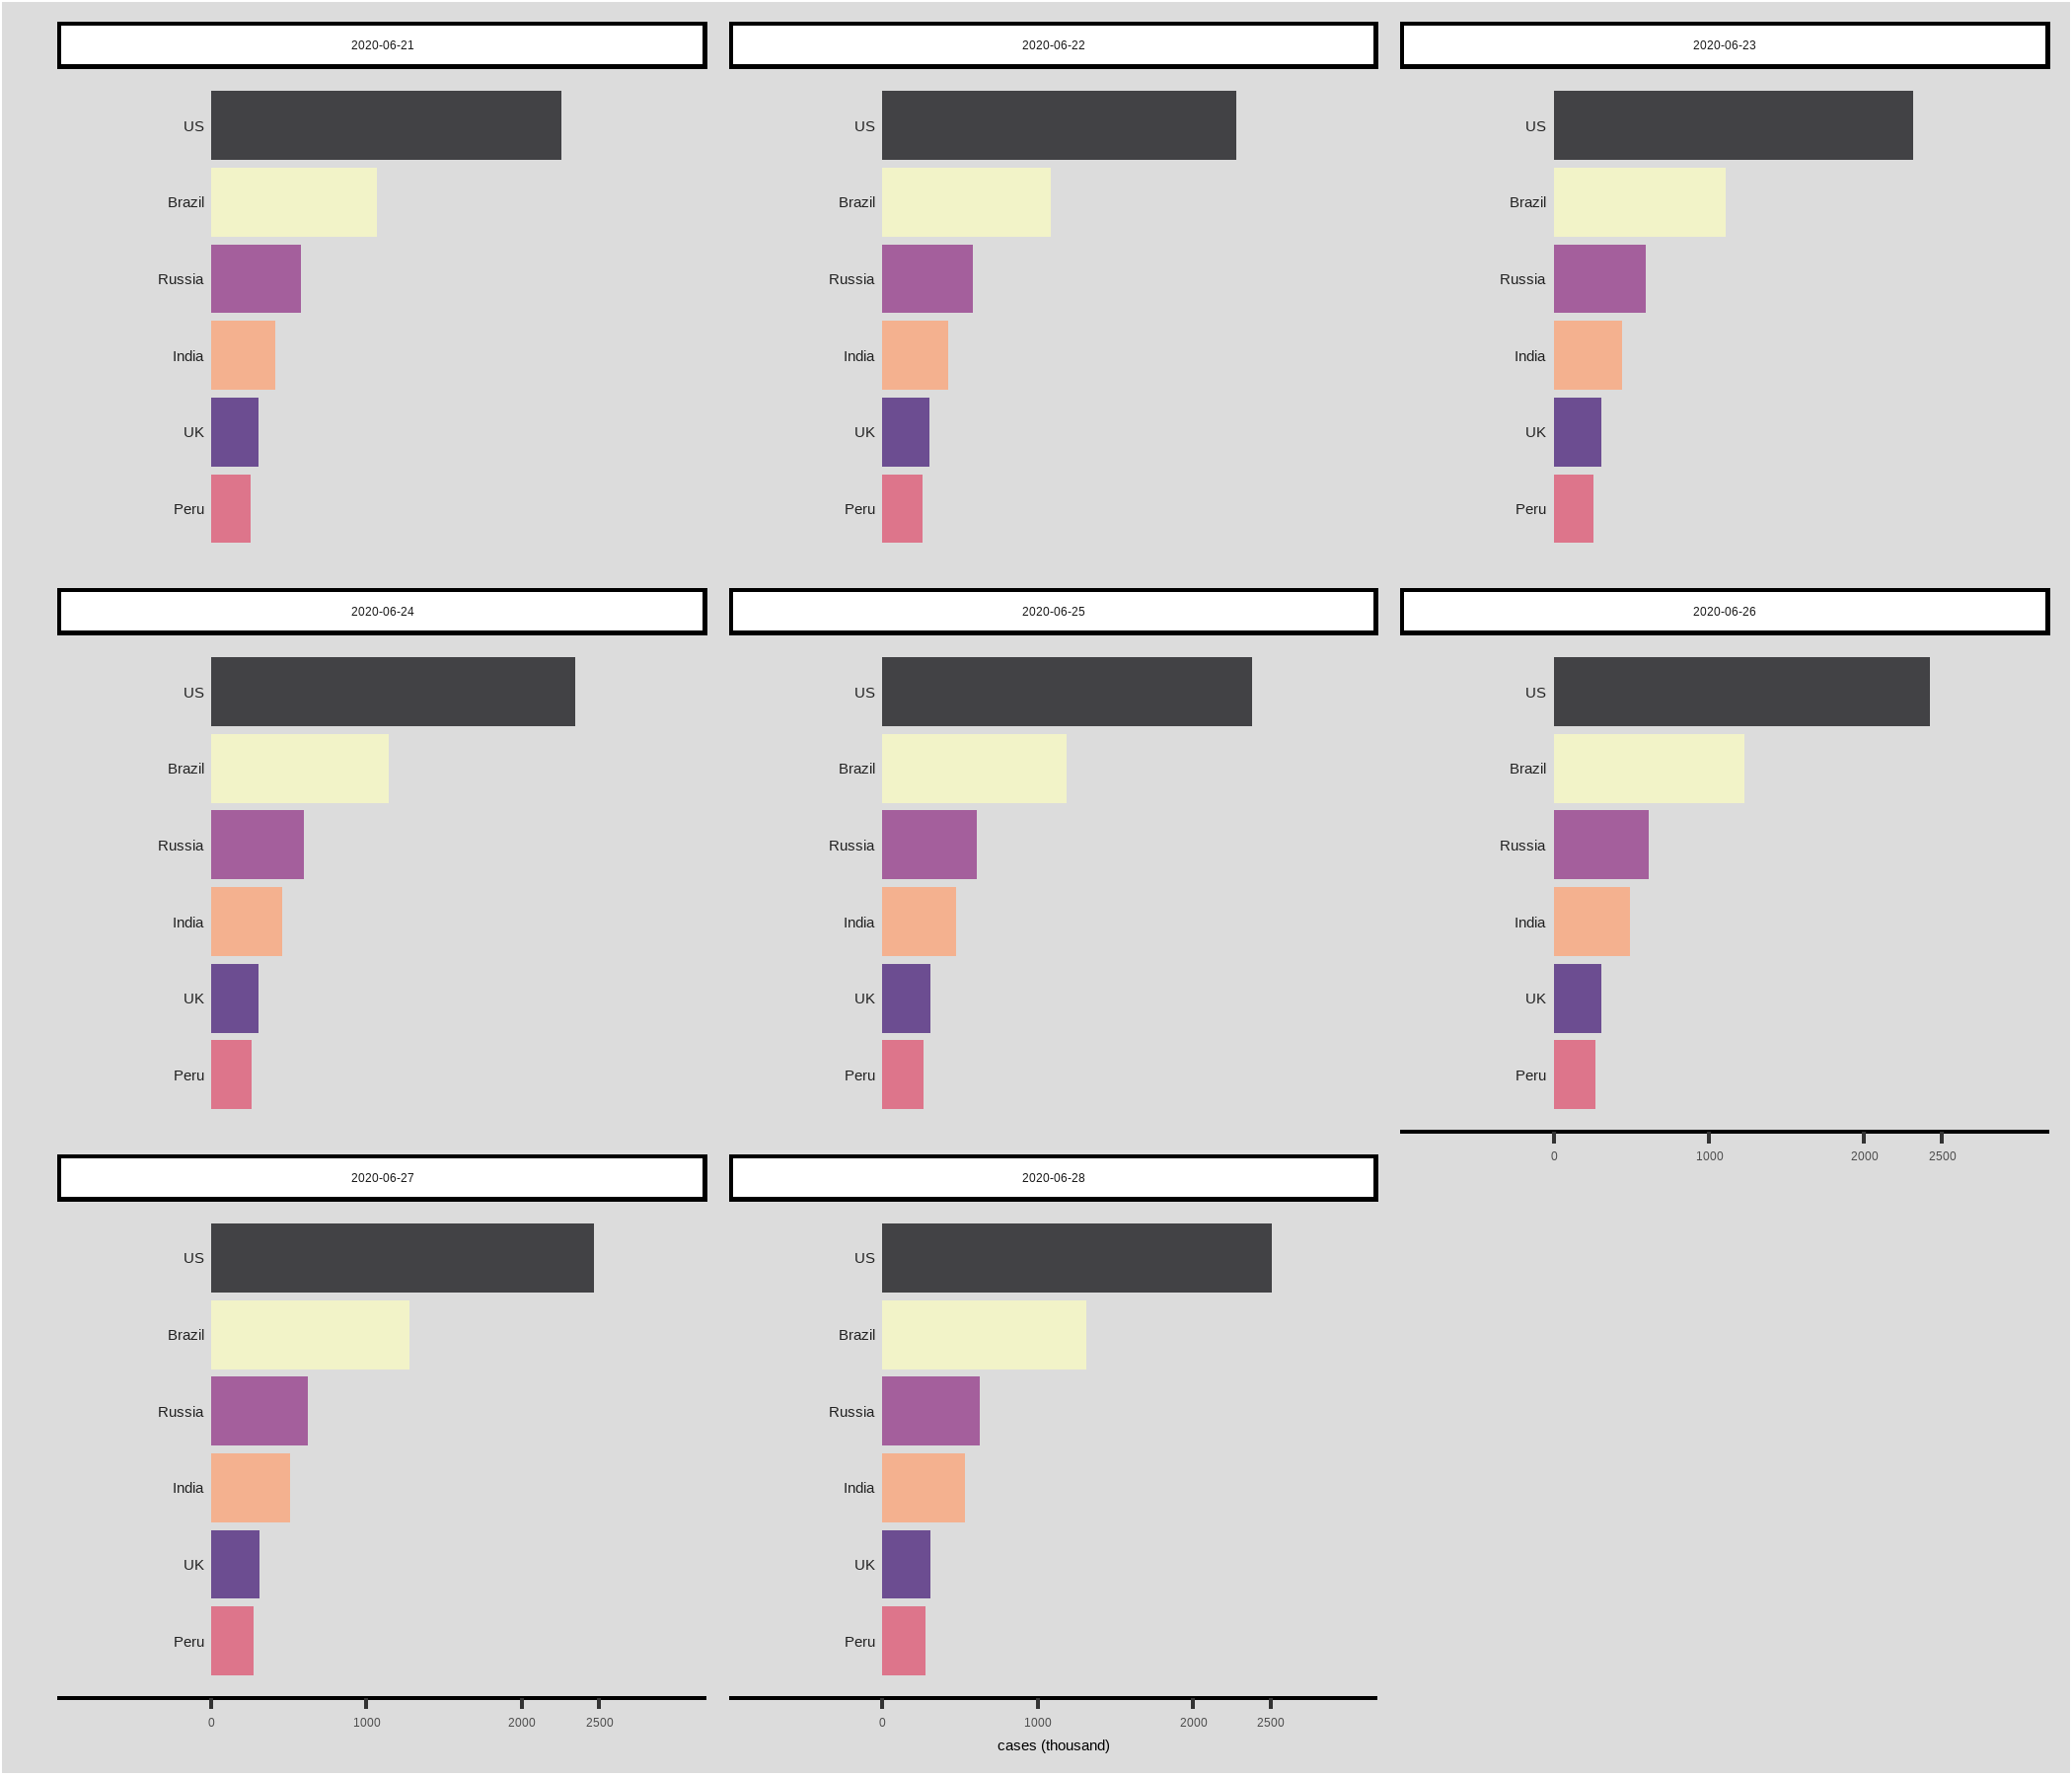 2020-06-21
US
Brazil
Russia
India
UK
Peru
2020-06-22
US
Brazil
Russia
India
UK
Peru
2020-06-23
US
Brazil
Russia
India
UK
Peru
2020-06-24
US
Brazil
Russia
India
UK
Peru
2020-06-25
US
Brazil
Russia
India
UK
Peru
2020-06-26
US
Brazil
Russia
India
UK
Peru
0 1000 2000 2500
2020-06-27
US
Brazil
Russia
India
UK
Peru
0 1000 2000 2500
2020-06-28
US
Brazil
Russia
India
UK
Peru
0 1000 2000 2500
cases (thousand)